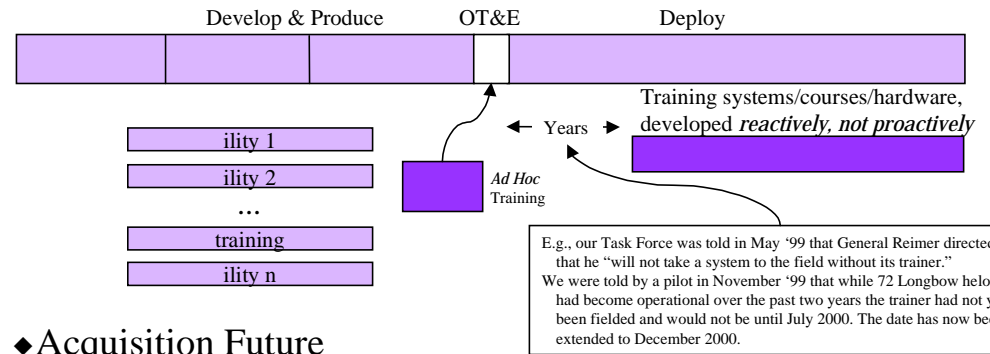 Develop & Produce OT&E Deploy
Training systems/courses/hardware,
developed reactively, not proactively
Years
ility 1
ility 2
...
training
ility n
Ad Hoc
Training
E.g., our Task Force was told in May ‘99 that General Reimer directed
that he “will not take a system to the field without its trainer.”
We were told by a pilot in November ‘99 that while 72 Longbow
had become operational over the past two years the trainer had not
been fielded and would not be until July 2000. The date has now
extended to December 2000.
◆Acquisition Future